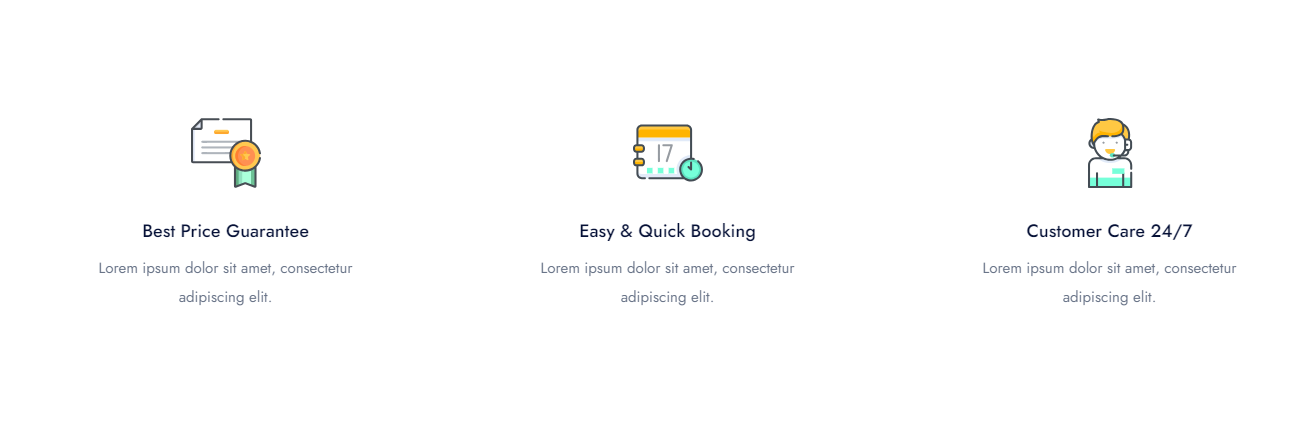 17
Best Price Guarantee
Lorem ipsum dolor sit amet, consectetur
adipiscing elit.
Easy & Quick Booking
Lorem ipsum dolor sit amet, consectetur
adipiscing elit.
Customer Care 24/7
Lorem ipsum dolor sit amet, consectetur
adipiscing elit.